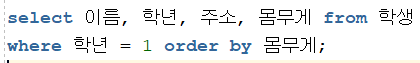 select 이름, 학년, 주소, 몸무게 from 학생
where 학년 = 1 order by 몸무게;